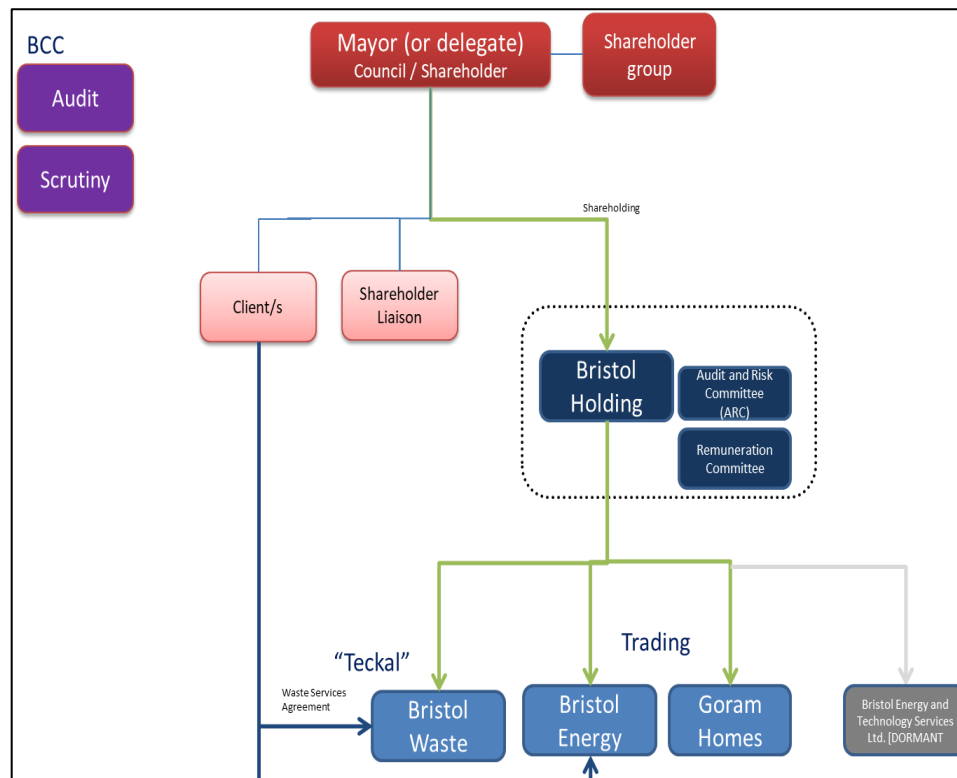 BCC
Mayor (or delegate)
Council / Shareholder
Shareholder
group
Audit
Scrutiny
Shareholding
Client/s
Shareholder
Liaison
Bristol
Holding
Audit and Risk
Committee
(ARC)
Remuneration
Committee
“Teckal”
Trading
Waste Services
Agreement
Bristol
Waste
Bristol
Energy
Goram
Homes
Bristol Energy and
Technology Services
Ltd. [DORMANT